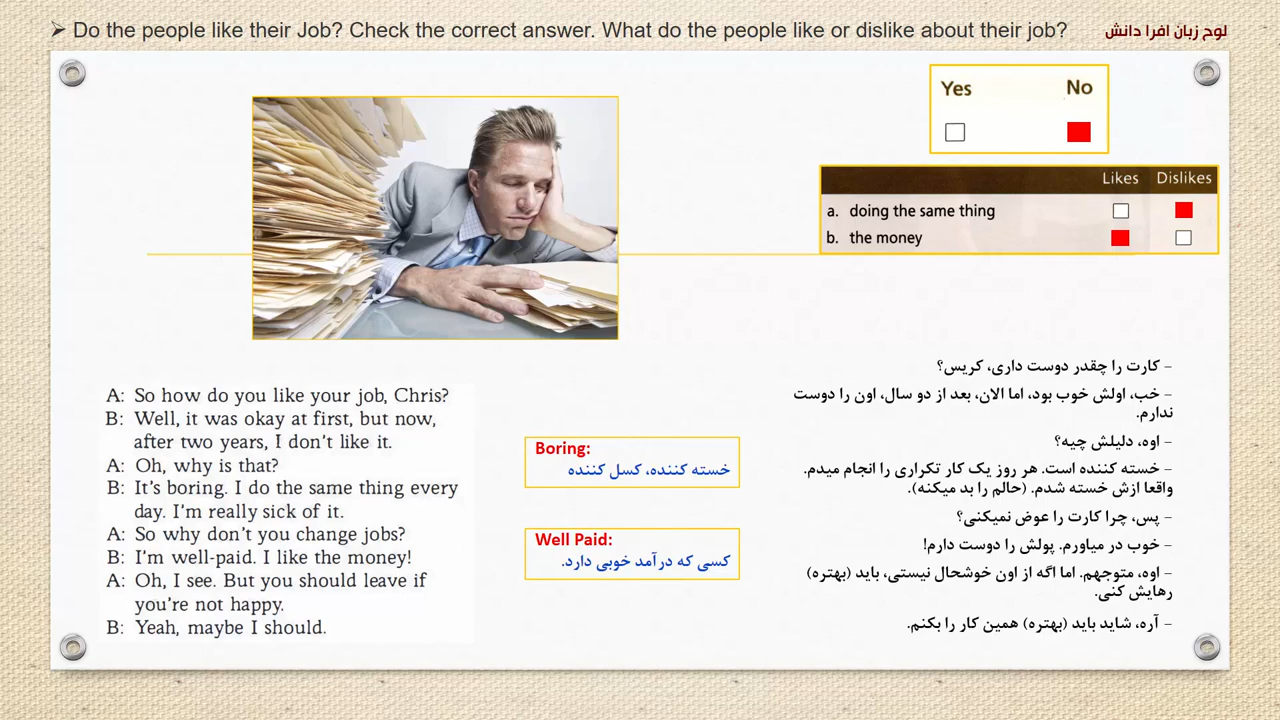 ➢ Do the people like their Job? Check the correct answer. What do the people like or dislike about their job?
لوح زبان افرا دانش
Yes No
Likes Dislikes
a. doing the same thing
b. the money
A: So how do you like your job, Chris?
B: Well, it was okay at first, but now,
after two years, I don't like it.
A: Oh, why is that?
B: It's boring. I do the same thing every
day. I'm really sick of it.
A: So why don't you change jobs?
B: I'm well-paid. I like the money!
A: Oh, I see. But you should leave if
you're not happy.
B: Yeah, maybe I should.
Boring:
خسته کننده، کسل کننده
Well Paid:
کسی که درآمد خوبی دارد.
- کارت را چقدر دوست داری، کریس؟
- خب، اولش خوب بود، اما الان، بعد از دو سال، اون را دوست
ندارم.
- اوه، دلیلش چیه؟
- خسته کننده است. هر روز یک کار تکراری را انجام میدم.
واقعا ازش خسته شدم. (حالم را بد میکنه).
- پس، چرا کارت را عوض نمیکنی؟
- خوب در میاورم. پولش را دوست دارم!
- اوه، متوجهم. اما اگه از اون خوشحال نیستی، باید (بهتره)
رهایش کنی.
- آره، شاید باید (بهتره) همین کار را بکنم.